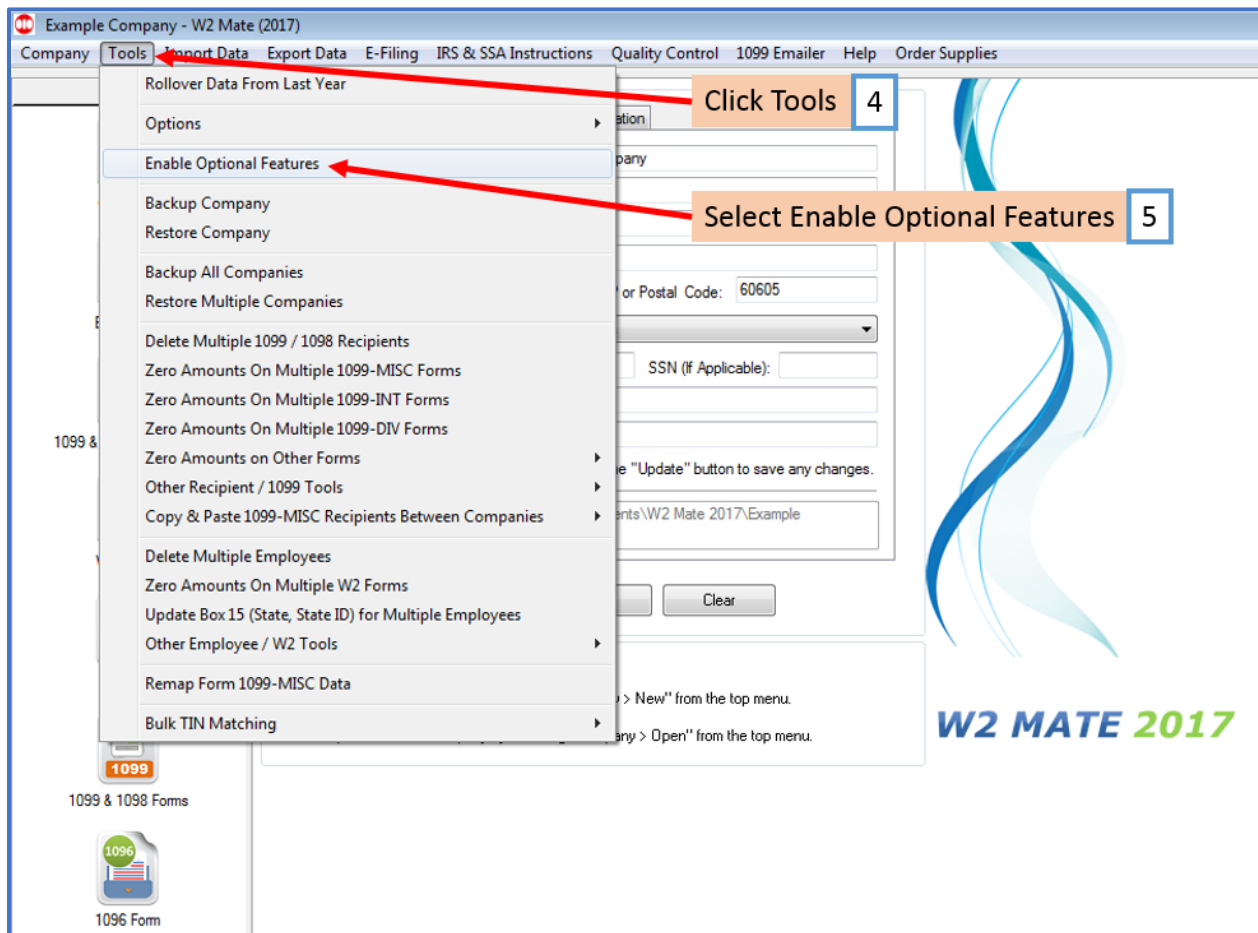 Example Company - W2 Mate (2017)
Company Tools Import Data Export Data E-Filing IRS & SSA Instructions Quality Control 1099 Emailer Help Order Supplies
Rollover Data From Last Year
Click Tools 4
Options
ation
pany
Enable Optional Features
Select Enable Optional Features 5
Backup Company
Restore Company
Backup All Companies
or Postal Code: 60605
Restore Multiple Companies
Delete Multiple 1099 / 1098 Recipients
Zero Amounts On Multiple 1099-MISC Forms
SSN (If Applicable):
Zero Amounts On Multiple 1099-INT Forms
Zero Amounts On Multiple 1099-DIV Forms
1099 &
Zero Amounts on Other Forms
e "Update" button to save any changes.
Other Recipient / 1099 Tools
Copy & Paste 1099-MISC Recipients Between Companies
ents\W2 Mate 2017\Example
Delete Multiple Employees
Zero Amounts On Multiple W2 Forms
Clear
Update Box 15 (State, State ID) for Multiple Employees
Other Employee / W2 Tools
Remap Form 1099-MISC Data
> New" from the top menu.
Bulk TIN Matching
any > Open" from the top menu.
W2 MATE 2017
1099
1099 & 1098 Forms
1096
1096 Form